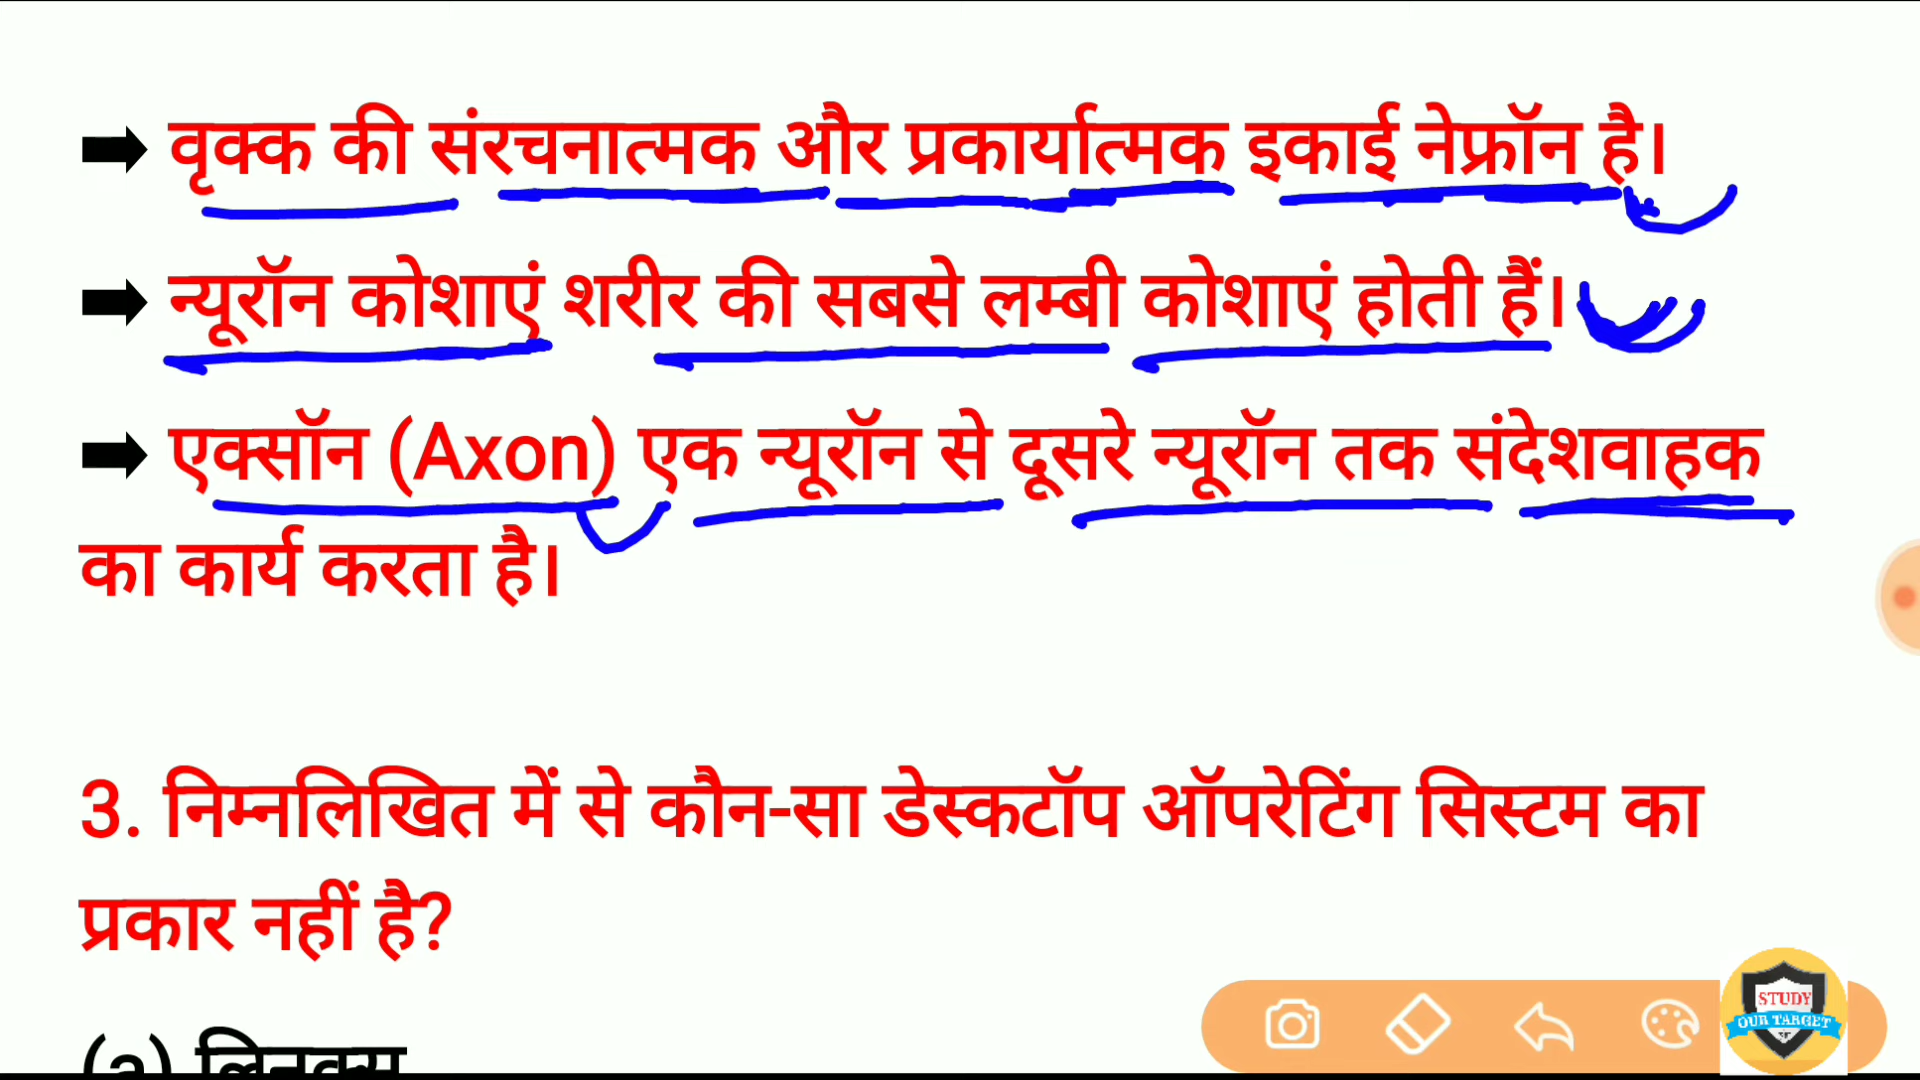 ➡ वृक्क की संरचनात्मक और प्रकार्यात्मक इकाई नेफ्रॉन है।
➡ न्यूरॉन कोशाएं शरीर की सबसे लम्बी कोशाएं होती हैं।
➡ एक्सॉन (Axon) एक न्यूरॉन से दूसरे न्यूरॉन तक संदेशवाहक
का कार्य करता है।
3. निम्नलिखित में से कौन-सा डेस्कटॉप ऑपरेटिंग सिस्टम का
प्रकार नहीं है?
(a) लिनक्स
STUDY
OUR TARGET